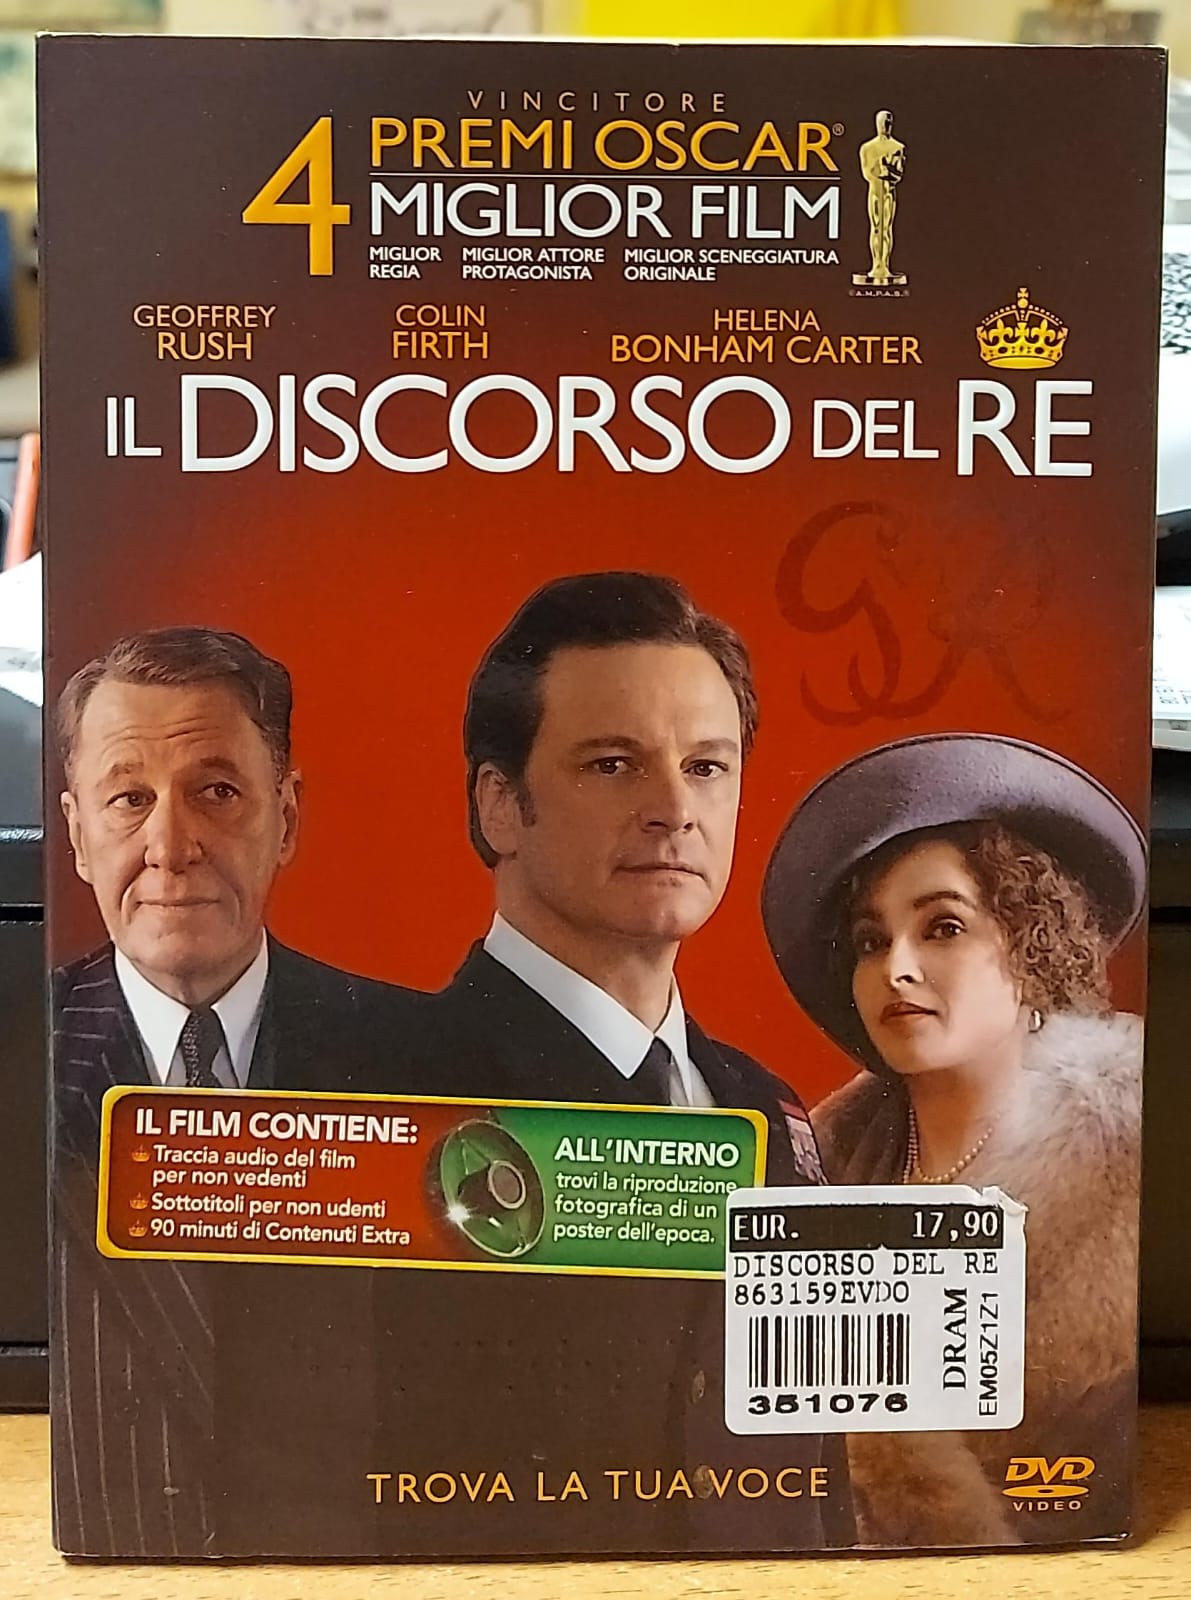 VINCITORE
4 PREMI OSCAR®
MIGLIOR FILM
MIGLIOR REGIA
MIGLIOR ATTORE PROTAGONISTA
MIGLIOR SCENEGGIATURA ORIGINALE
©A.M.P.A.S.®
GEOFFREY RUSH
COLIN FIRTH
HELENA BONHAM CARTER
IL DISCORSO DEL RE
GR
IL FILM CONTIENE:
Traccia audio del film
per non vedenti
Sottotitoli per non udenti
90 minuti di Contenuti Extra
ALL'INTERNO
trovi la riproduzione
fotografica di un
poster dell'epoca.
EUR. 17,90
DISCORSO DEL RE
863159EVDO
351076
DRAM
EM05Z1Z1
TROVA LA TUA VOCE
DVD
VIDEO